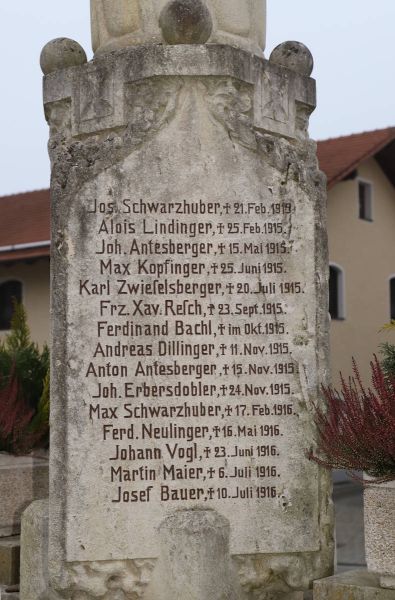 Jos. Schwarzhuber, † 21. Feb. 1915.
Alois Lindinger, † 25. Feb. 1915.
Joh. Antesberger, † 15. Mai 1915.
Max Kopfinger, † 25. Juni 1915.
Karl Zwieselsberger, † 20. Juli 1915.
Frz. Xav. Resch, † 23. Sept. 1915.
Ferdinand Bachl, † im Okt. 1915.
Andreas Dillinger, † 11. Nov. 1915.
Anton Antesberger, † 15. Nov. 1915.
Joh. Erbersdobler, † 24. Nov. 1915.
Max Schwarzhuber, † 17. Feb. 1916.
Ferd. Neulinger, † 16. Mai 1916.
Johann Vogl, † 23. Juni 1916.
Martin Maier, † 6. Juli 1916.
Josef Bauer, † 10. Juli 1916.